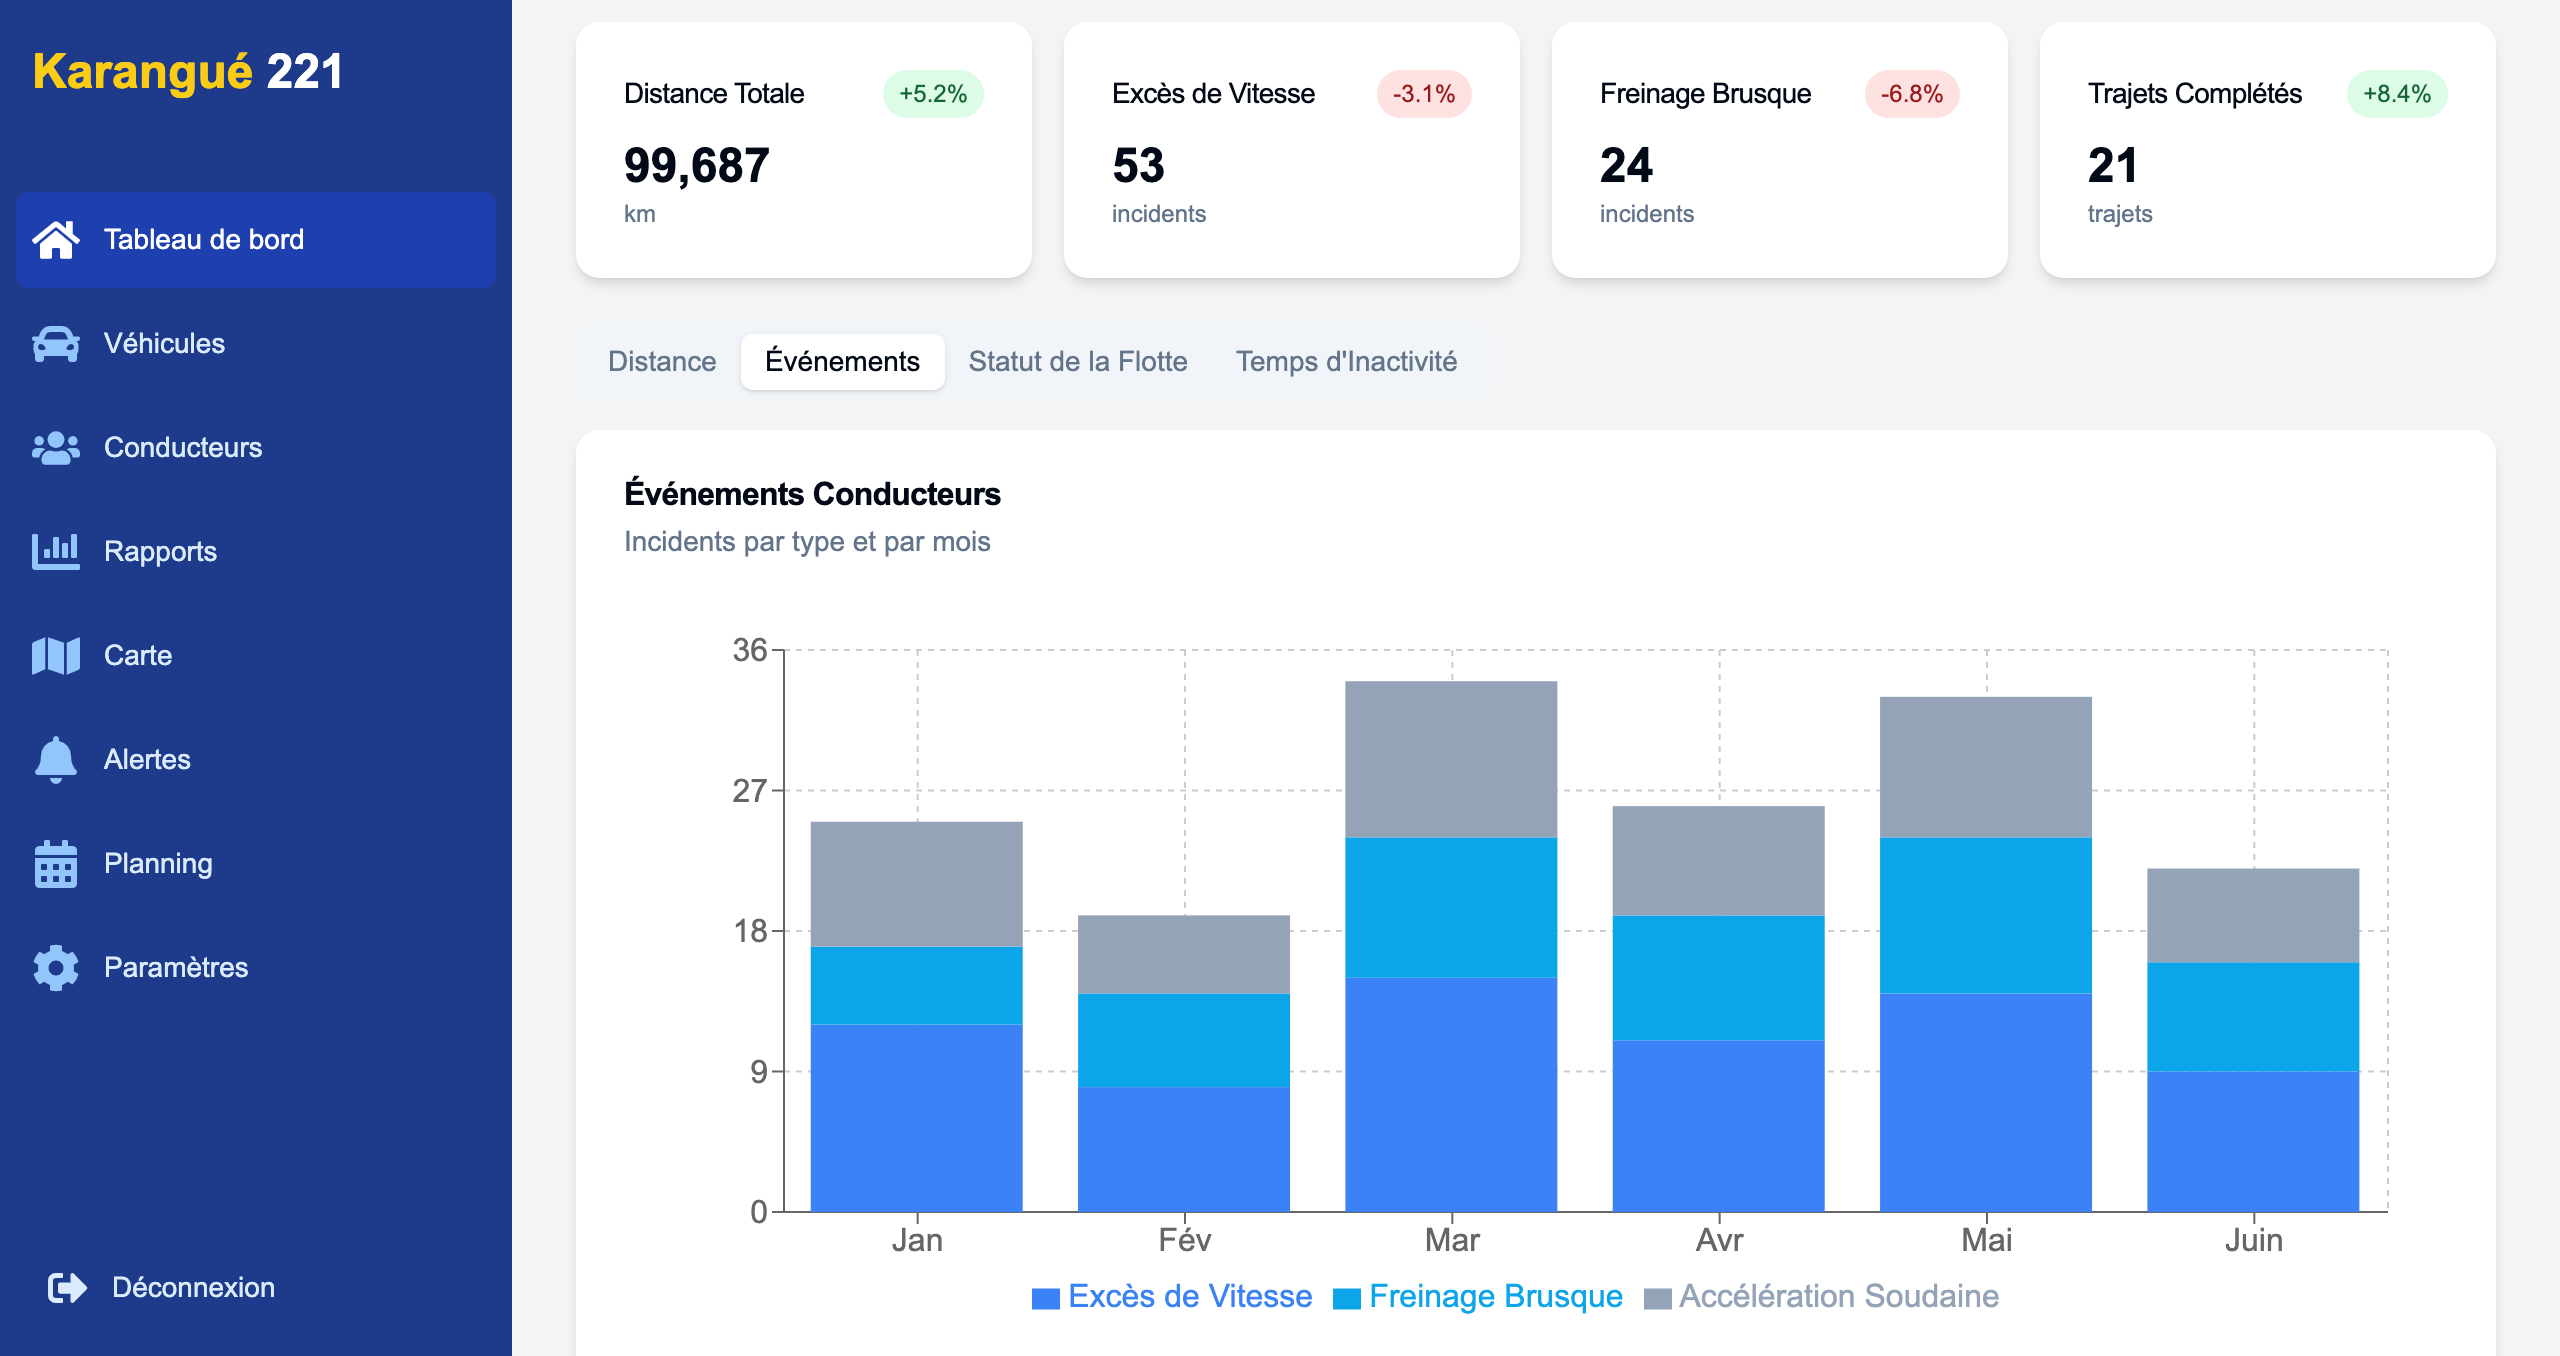 Karangué 221
Tableau de bord
Véhicules
Conducteurs
Rapports
Carte
Alertes
Planning
Paramètres
Déconnexion
Distance Totale
+5.2%
99,687
km
Excès de Vitesse
-3.1%
53
incidents
Freinage Brusque
-6.8%
24
incidents
Trajets Complétés
+8.4%
21
trajets
Distance
Événements
Statut de la Flotte
Temps d'Inactivité
Événements Conducteurs
Incidents par type et par mois
36
27
18
9
0
Jan
Fév
Mar
Avr
Mai
Juin
Excès de Vitesse
Freinage Brusque
Accélération Soudaine